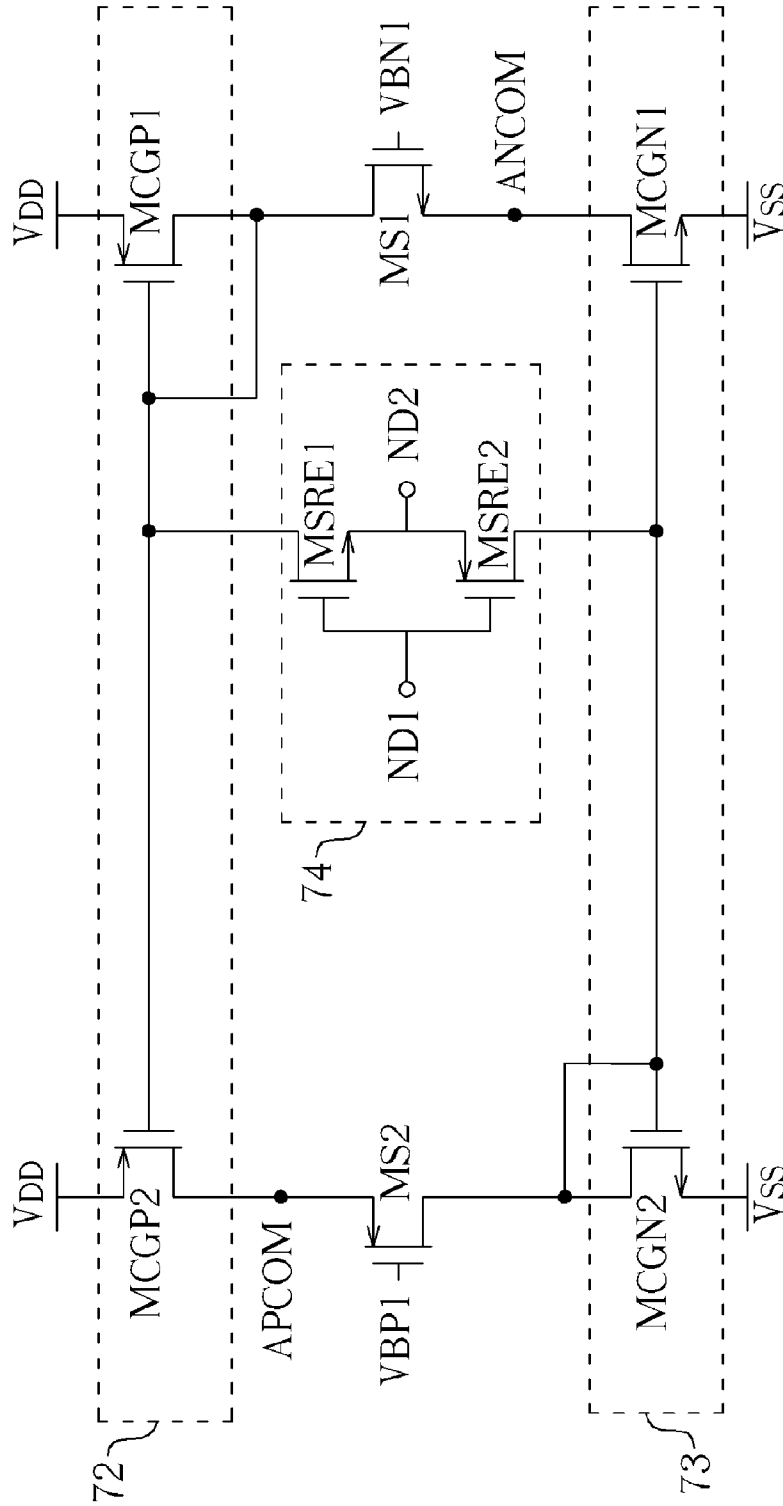 72
VDD
MCGP2
VDD
MCGP1
APCOM
MS2
VBP1
74
MSRE1
ND1
ND2
MSRE2
MS1
VBN1
ANCOM
MCGN2
VSS
MCGN1
VSS
73